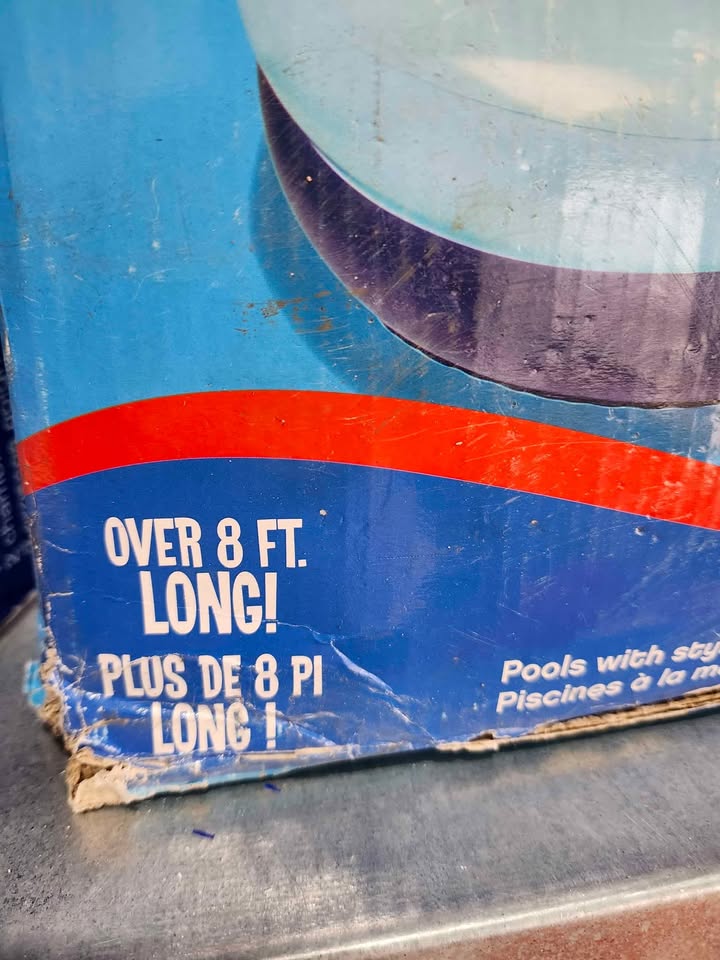 OVER 8 FT.
LONG!
PLUS DE 8 PI
LONG !
Pools with
Piscines à la